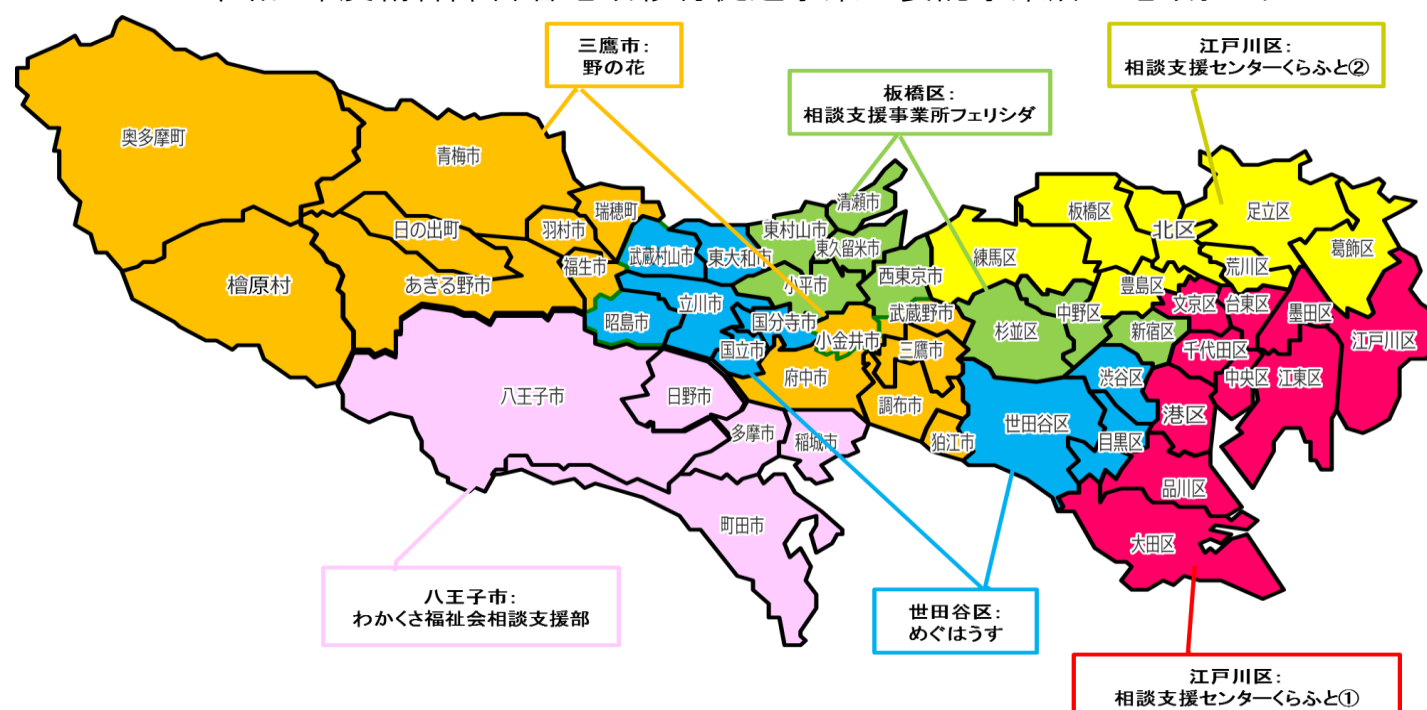 三鷹市:
野の花
江戸川区:
相談支援センターくらふと②
板橋区:
相談支援事業所フェリシダ
奥多摩町
青梅市
清瀬市
瑞穂町
板橋区
足立区
北区
日の出町
羽村市
東村山市
東久留米市
葛飾区
武蔵村山市
東大和市
練馬区
荒川区
福生市
西東京市
檜原村
あきる野市
小平市
豊島区
文京区
台東区
墨田区
立川市
武蔵野市
昭島市
国分寺市
中野区
杉並区
新宿区
小金井市
江戸川区
国立市
三鷹市
千代田区
府中市
渋谷区
中央区
江東区
八王子市
日野市
調布市
港区
世田谷区
多摩市
稲城市
狛江市
目黒区
品川区
町田市
大田区
八王子市:
わかくさ福祉会相談支援部
世田谷区:
めぐはうす
江戸川区:
相談支援センターくらふと①